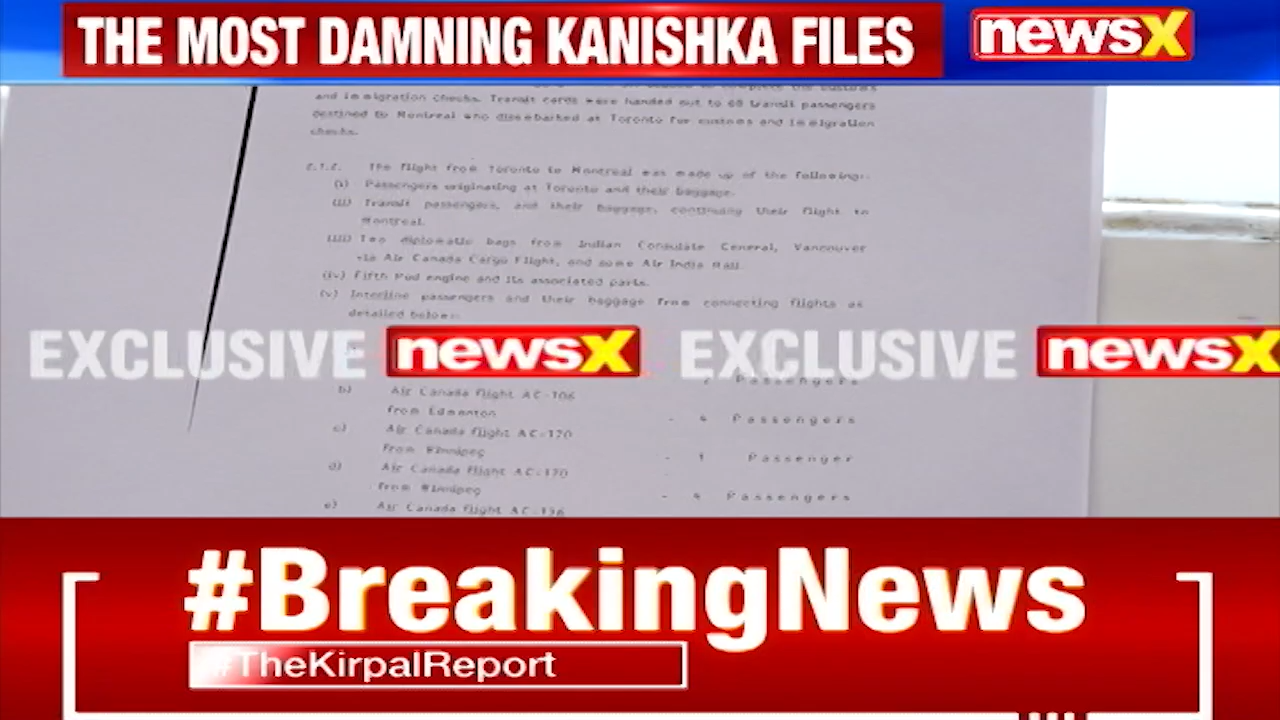 THE MOST DAMNING KANISHKA FILES
newsX
and immigration checks. Transit cards were handed out to 68 transit passengers
destined to Montreal who disembarked at Toronto for customs and immigration
checks.
2.1.2. The flight from Toronto to Montreal was made up of the following:-
(i) Passengers originating at Toronto and their baggage.
(ii) Transit passengers, and their baggage, continuing their flight to
Montreal.
(iii) Two diplomatic bags from Indian Consulate General, Vancouver
via Air Canada Cargo Flight, and some Air India Mail.
(iv) Fifth Pod engine and its associated parts.
(v) Interline passengers and their baggage from connecting flights as
detailed below:-
EXCLUSIVE newsX EXCLUSIVE newsX
Passengers
b) Air Canada flight AC-106
from Edmonton - 4 Passengers
c) Air Canada flight AC-170
from Winnipeg - 1 Passenger
d) Air Canada flight AC-170
from Winnipeg - 4 Passengers
e) Air Canada flight AC-136
#BreakingNews
#TheKirpalReport